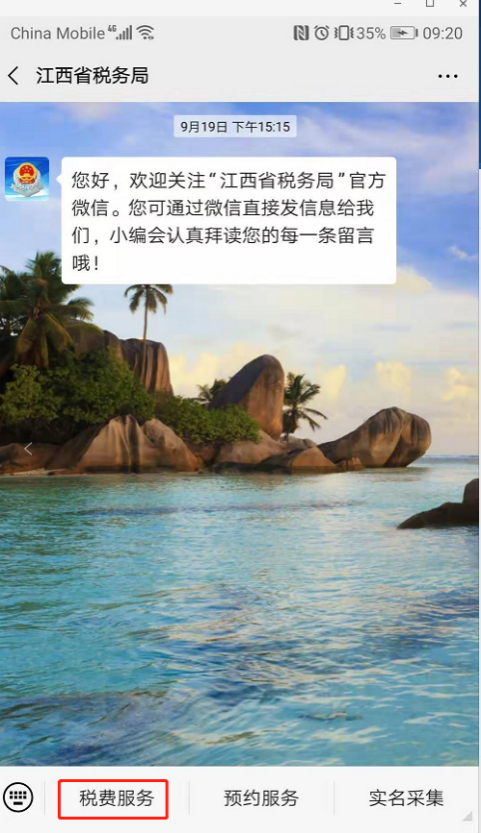 China Mobile 4G 35% 09:20
江西省税务局
9月19日 下午15:15
您好，欢迎关注“江西省税务局”官方
微信。您可通过微信直接发信息给我
们，小编会认真拜读您的每一条留言
哦！
税费服务 预约服务 实名采集